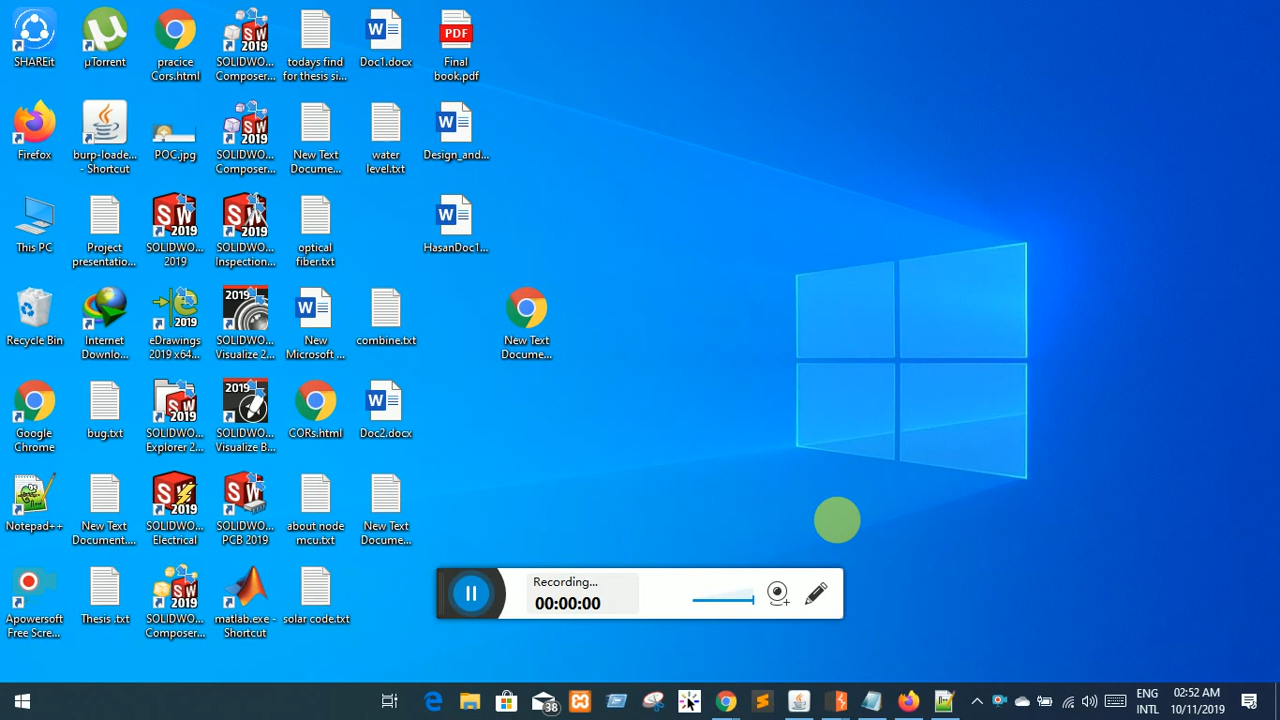 SHAREit
µTorrent
pracice
Cors.html
SOLIDWO...
Composer...
todays find
for thesis si...
Doc1.docx
Final
book.pdf
Firefox
burp-loade...
- Shortcut
POC.jpg
SOLIDWO...
Composer...
New Text
Docume...
water
level.txt
Design_and...
This PC
Project
presentatio...
SOLIDWO...
2019
SOLIDWO...
Inspection...
optical
fiber.txt
HasanDoc1...
Recycle Bin
Internet
Downlo...
eDrawings
2019 x64...
SOLIDWO...
Visualize 2...
New
Microsoft ...
combine.txt
New Text
Docume...
Google
Chrome
bug.txt
SOLIDWO...
Explorer 2...
SOLIDWO...
Visualize B...
CORs.html
Doc2.docx
Notepad++
New Text
Document....
SOLIDWO...
Electrical
SOLIDWO...
PCB 2019
about node
mcu.txt
New Text
Docume...
Apowersoft
Free Scre...
Thesis .txt
SOLIDWO...
Composer...
matlab.exe -
Shortcut
solar code.txt
Recording...
00:00:00
38
ENG
INTL
02:52 AM
10/11/2019